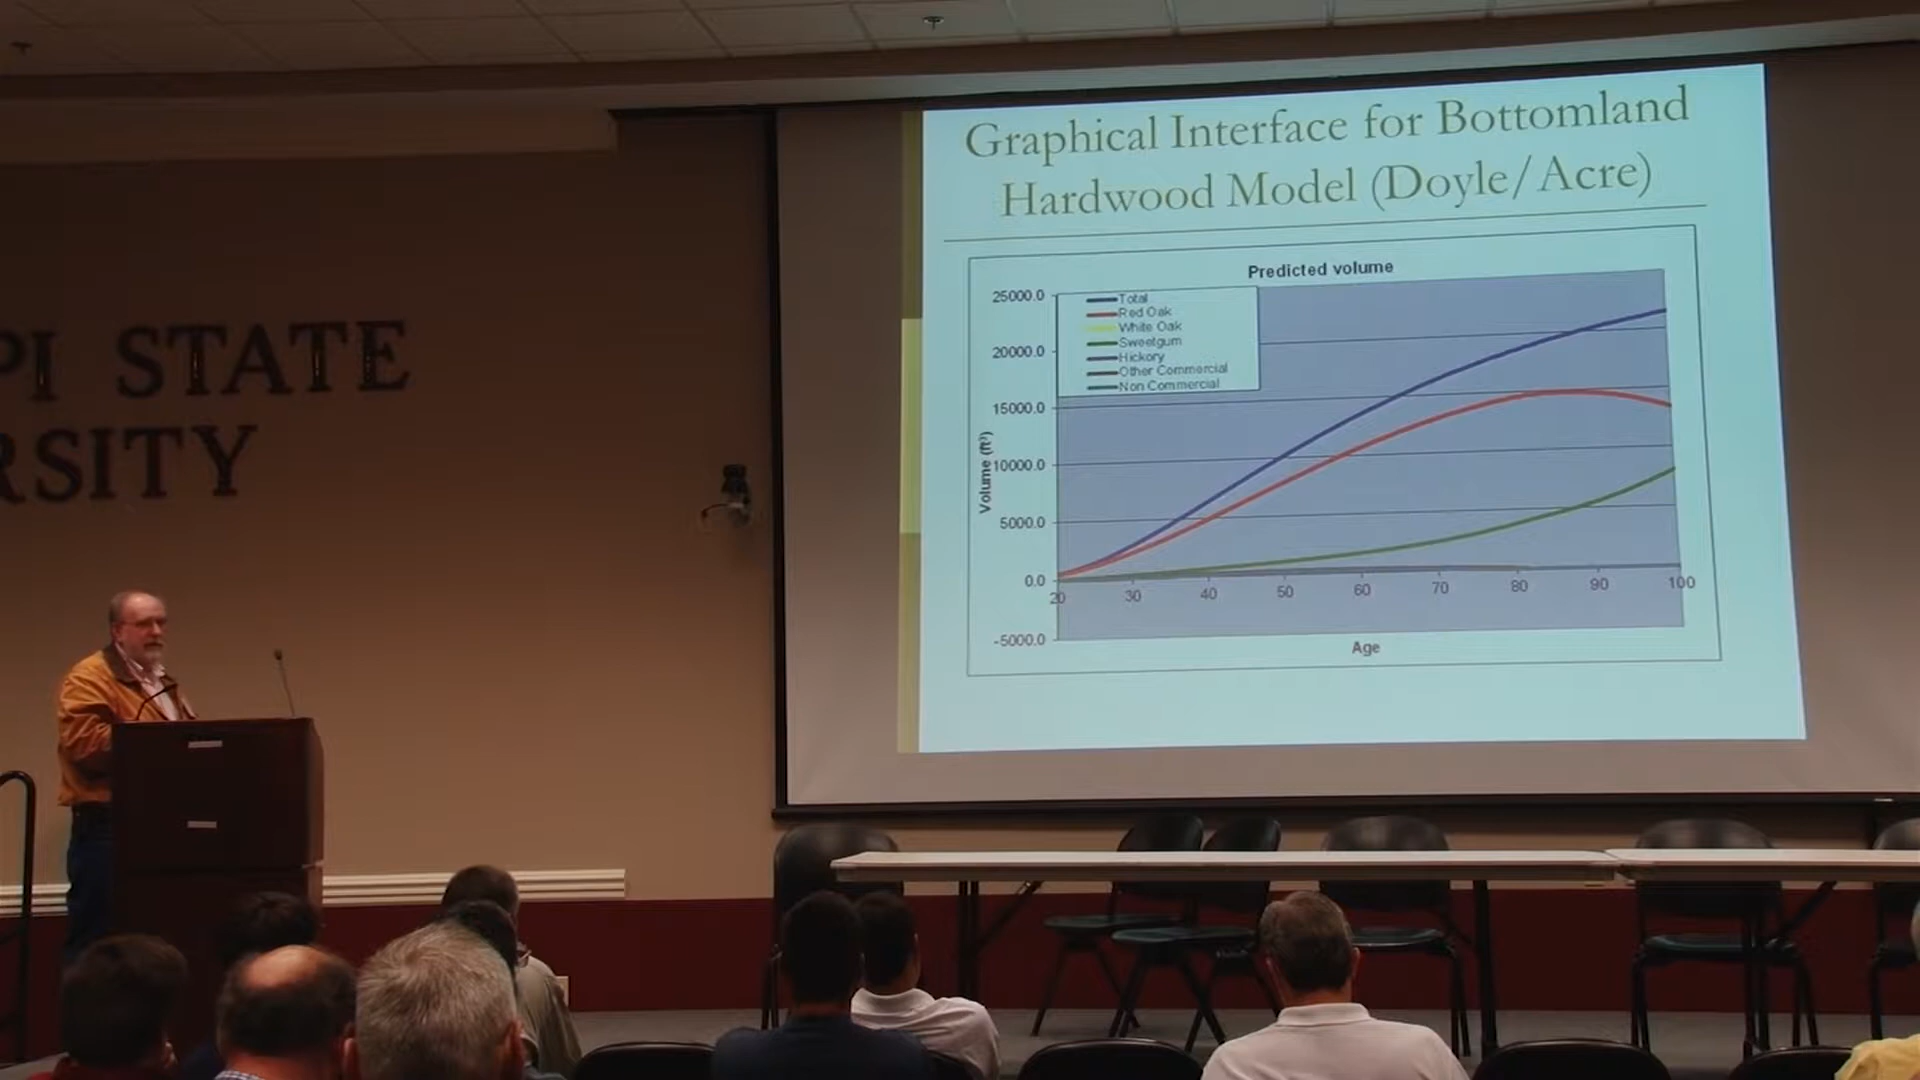 PI STATE
RSITY
Graphical Interface for Bottomland
Hardwood Model (Doyle/Acre)
Predicted volume
25000.0
20000.0
15000.0
10000.0
5000.0
0.0
-5000.0
Volume (ft³)
Total
Red Oak
White Oak
Sweetgum
Hickory
Other Commercial
Non Commercial
20 30 40 50 60 70 80 90 100
Age